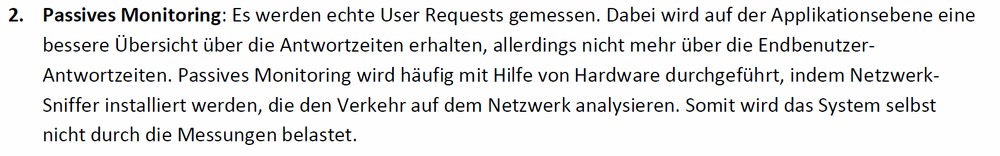 2. Passives Monitoring: Es werden echte User Requests gemessen. Dabei wird auf der Applikationsebene eine
bessere Übersicht über die Antwortzeiten erhalten, allerdings nicht mehr über die Endbenutzer-
Antwortzeiten. Passives Monitoring wird häufig mit Hilfe von Hardware durchgeführt, indem Netzwerk-
Sniffer installiert werden, die den Verkehr auf dem Netzwerk analysieren. Somit wird das System selbst
nicht durch die Messungen belastet.